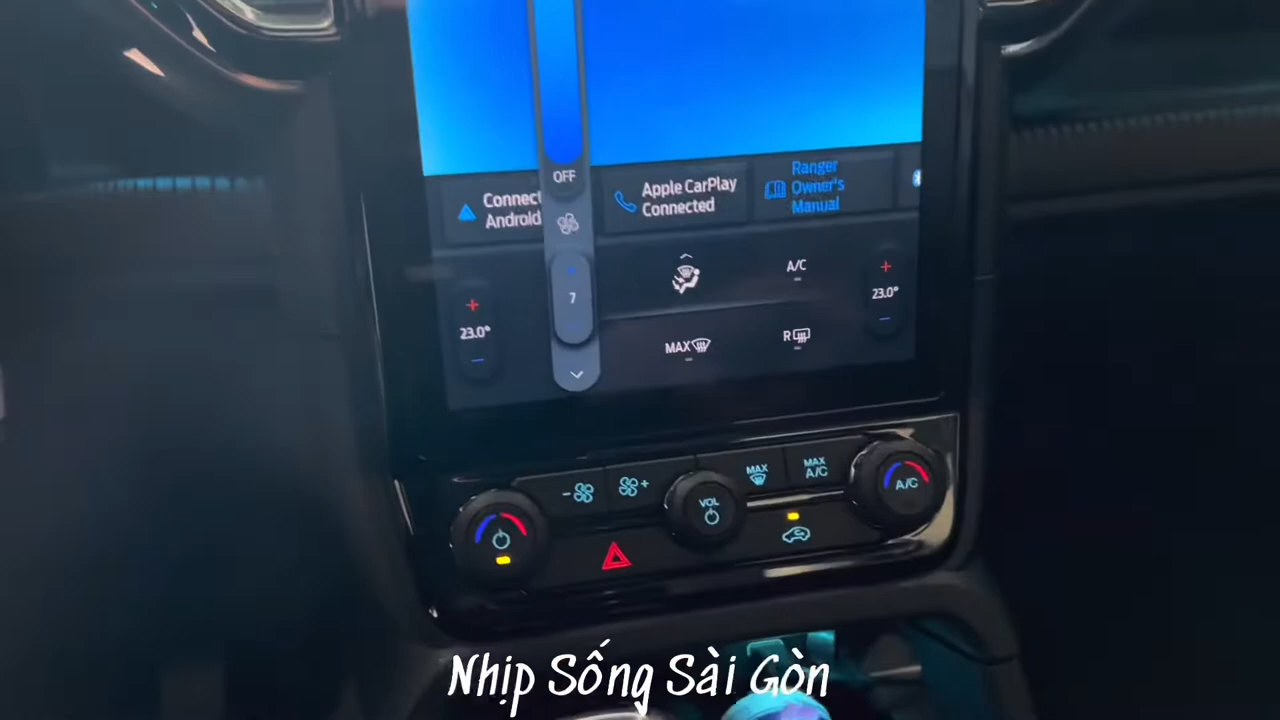 OFF
Connect
Android
Apple CarPlay
Connected
Ranger
Owner's
Manual
+
23.0°
−
7
A/C
+
23.0°
−
MAX
R
−
+
VOL
MAX
MAX
A/C
A/C
Nhịp Sống Sài Gòn